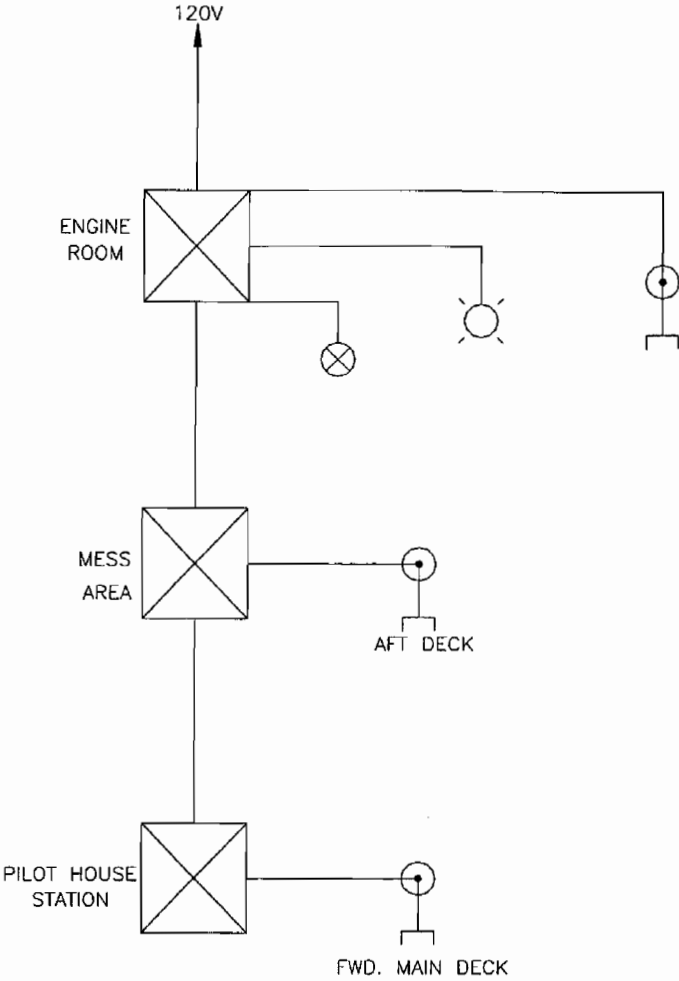 120V
ENGINE
ROOM
MESS
AREA
AFT DECK
PILOT HOUSE
STATION
FWD. MAIN DECK